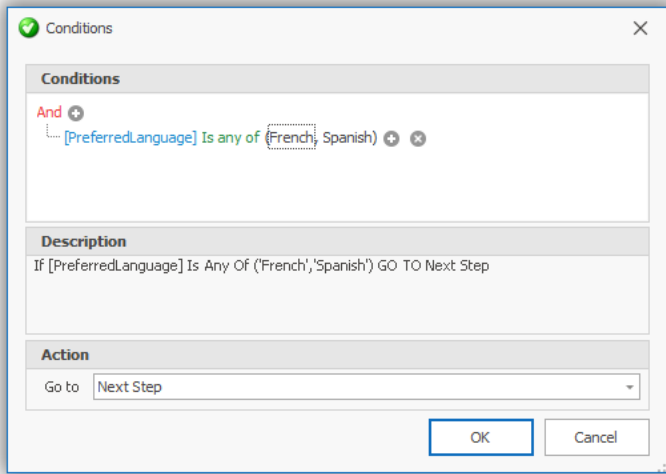 Conditions
Conditions
And
[PreferredLanguage] Is any of (French, Spanish)
Description
If [PreferredLanguage] Is Any Of ('French','Spanish') GO TO Next Step
Action
Go to Next Step
OK Cancel